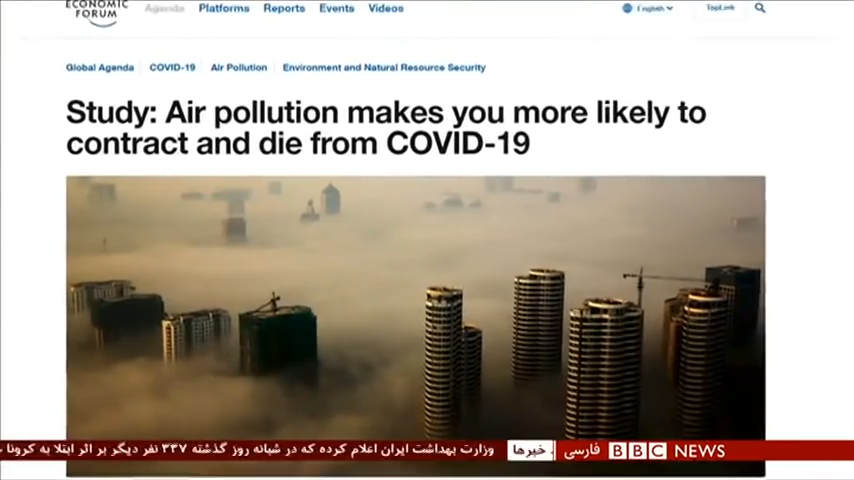 ECONOMIC
FORUM
Agenda Platforms Reports Events Videos English TopLink
Global Agenda COVID-19 Air Pollution Environment and Natural Resource Security
Study: Air pollution makes you more likely to
contract and die from COVID-19
وزارت بهداشت ایران اعلام کرده که در شبانه روز گذشته ۳۳۷ نفر دیگر بر اثر ابتلا به کرونا
خبرها
فارسی BBC NEWS